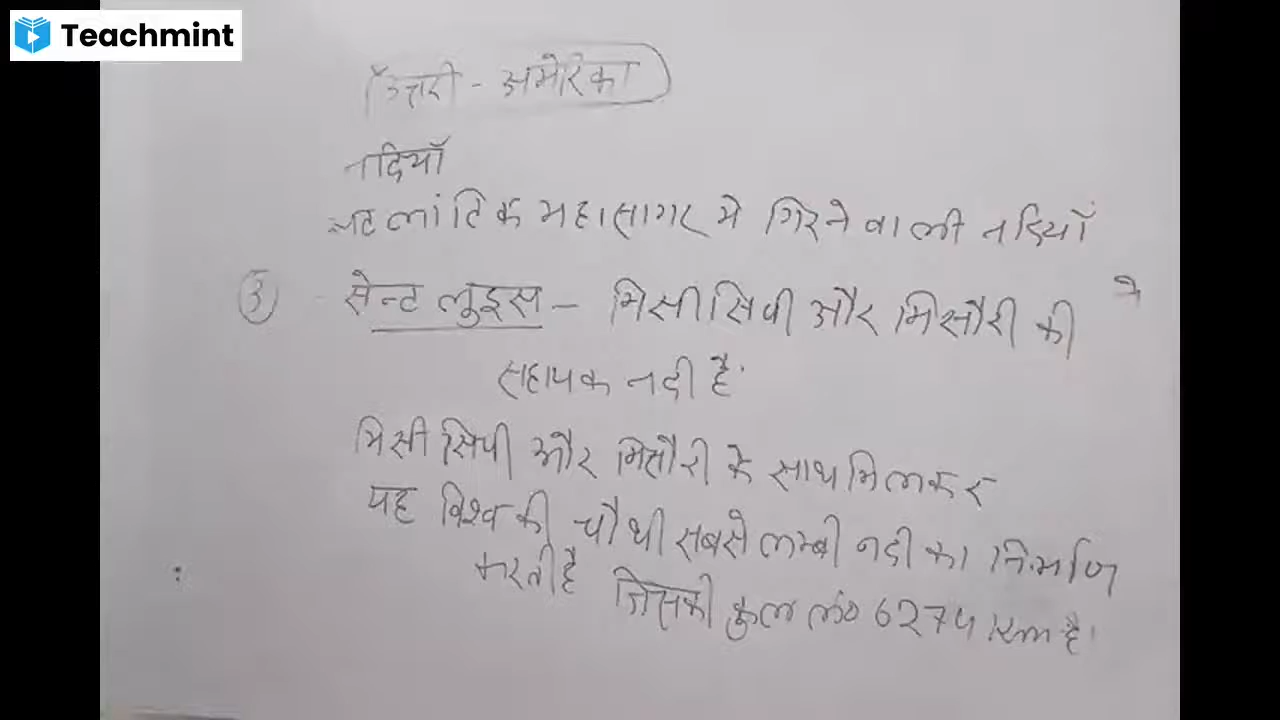 Teachmint
उत्तरी - अमेरिका
नदियाँ
अटलांटिक महासागर मे गिरने वाली नदियाँ
③ सेन्ट लुइस - मिसीसिपी और मिसौरी की
सहायक नदी है
मिसीसिपी और मिसौरी के साथ मिलकर
यह विश्व की चौथी सबसे लम्बी नदी का निर्माण
करती है जिसकी कुल लं० 6274 km है।